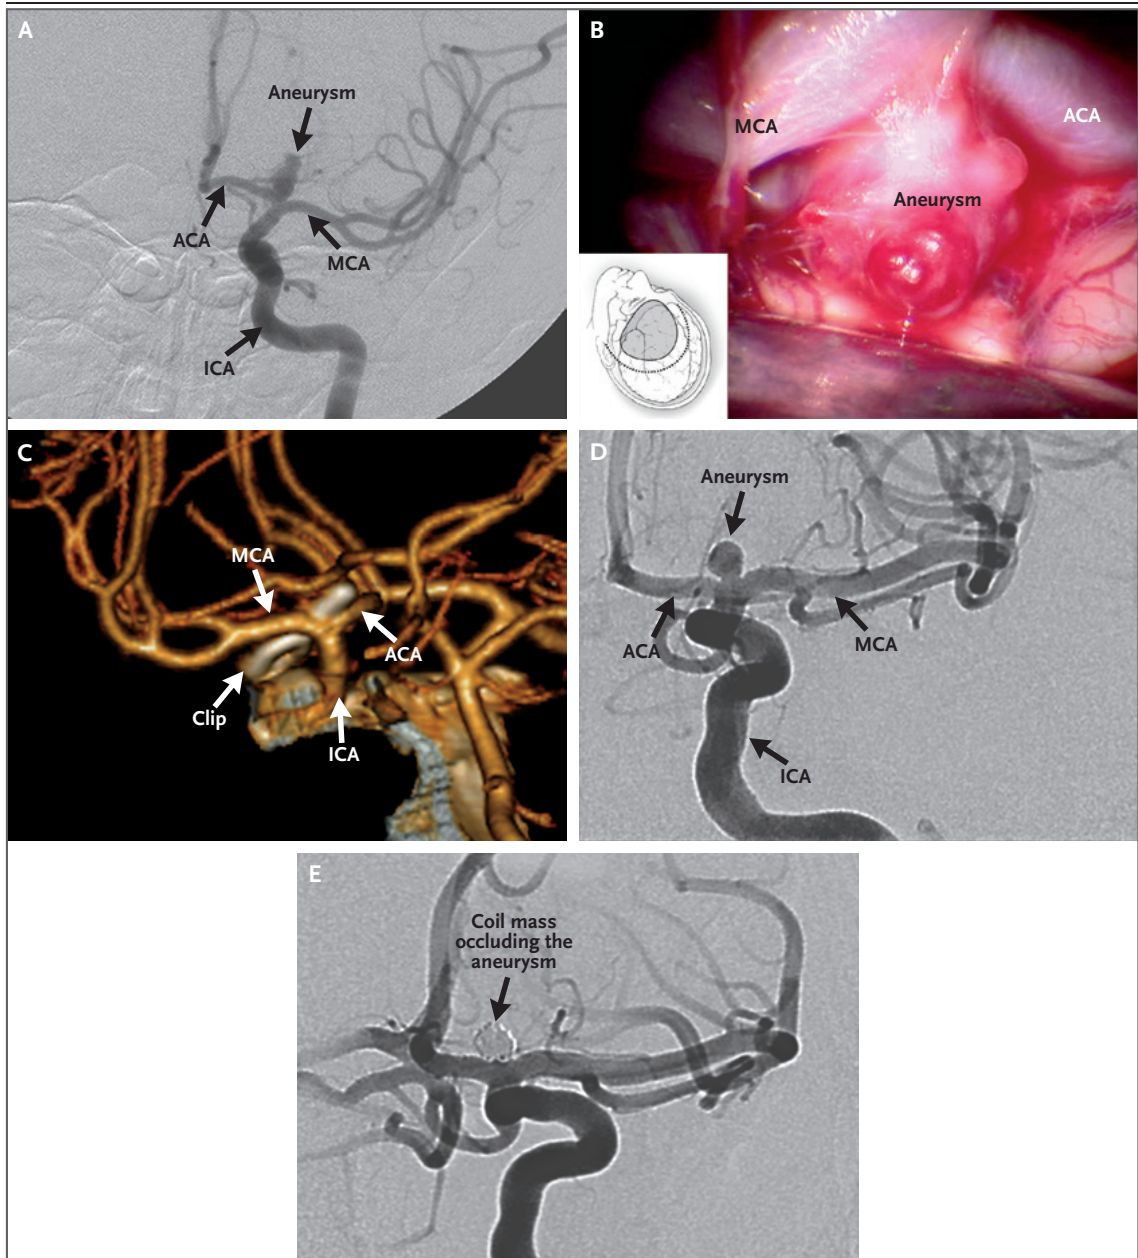 A
Aneurysm
ACA
MCA
ICA
B
MCA
ACA
Aneurysm
C
MCA
ACA
Clip
ICA
D
Aneurysm
ACA
MCA
ICA
E
Coil mass
occluding the
aneurysm